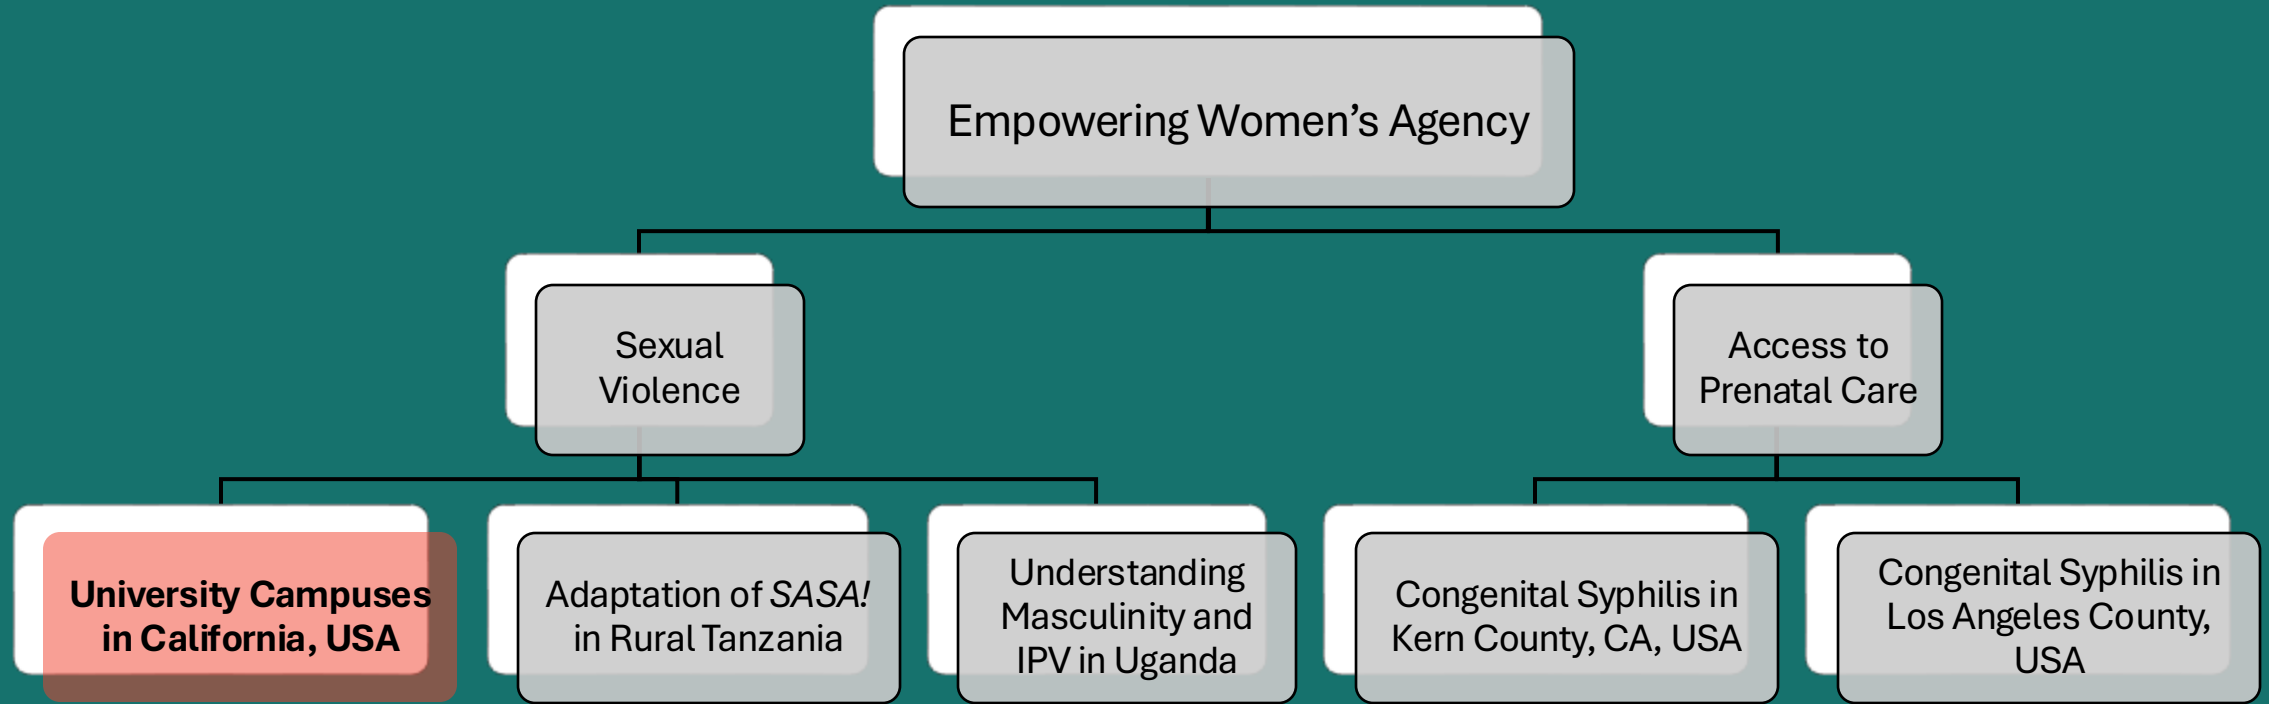 Empowering Women’s Agency
Sexual
Violence
Access to
Prenatal Care
University Campuses
in California, USA
Adaptation of SASA!
in Rural Tanzania
Understanding
Masculinity and
IPV in Uganda
Congenital Syphilis in
Kern County, CA, USA
Congenital Syphilis in
Los Angeles County,
USA